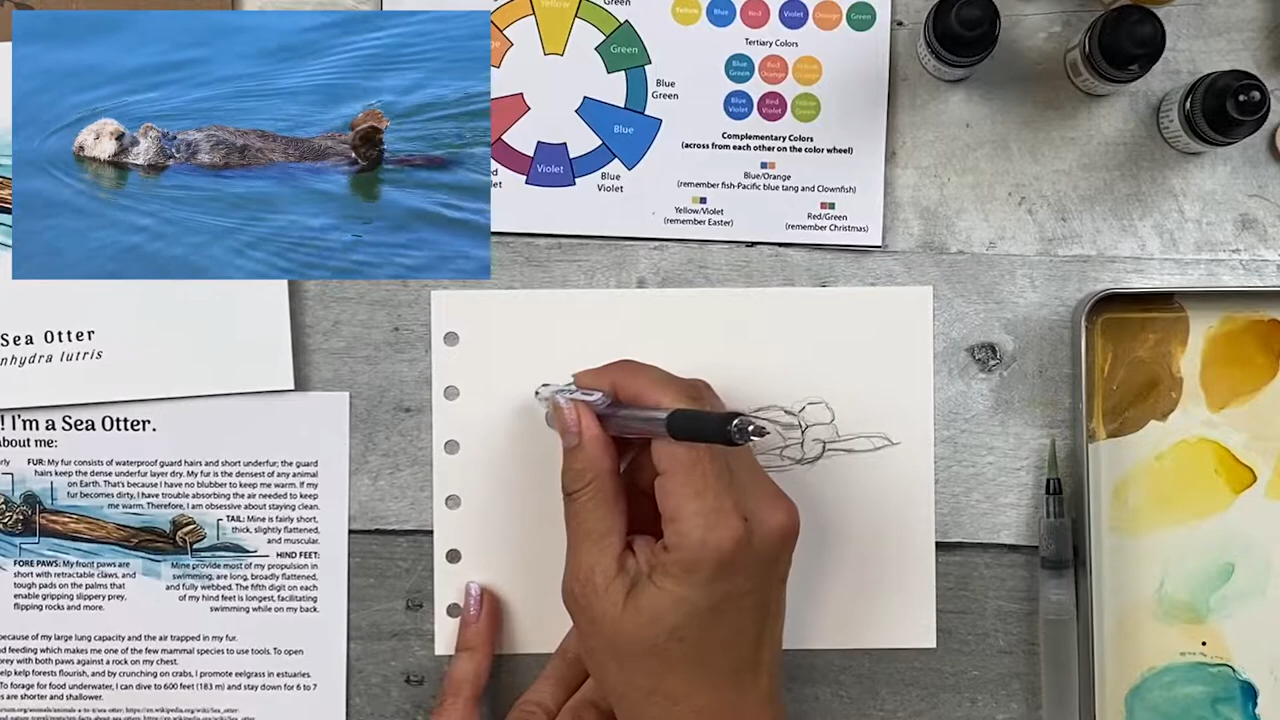 Yellow
Green
Green
Blue
Green
Blue
Blue
Violet
Violet
Yellow
Blue
Red
Violet
Orange
Green
Tertiary Colors
Blue
Green
Red
Orange
Yellow
Orange
Blue
Violet
Red
Violet
Yellow
Green
Complementary Colors
(across from each other on the color wheel)
Blue/Orange
(remember fish-Pacific blue tang and Clownfish)
Yellow/Violet
(remember Easter)
Red/Green
(remember Christmas)
Sea Otter
lutris
! I'm a Sea Otter.
About me:
FUR: My fur consists of waterproof guard hairs and short underfur; the guard
hairs keep the dense underfur layer dry. My fur is the densest of any animal
on Earth. That's because I have no blubber to keep me warm. If my
fur becomes dirty, I have trouble absorbing the air needed to keep
me warm. Therefore, I am obsessive about staying clean.
TAIL: Mine is fairly short,
thick, slightly flattened,
and muscular.
HIND FEET:
Mine provide most of my propulsion in
swimming, are long, broadly flattened,
and fully webbed. The fifth digit on each
of my hind feet is longest, facilitating
swimming while on my back.
FORE PAWS: My front paws are
short with retractable claws, and
tough pads on the palms that
enable gripping slippery prey,
flipping rocks and more.
because of my large lung capacity and the air trapped in my fur.
feeding which makes me one of the few mammal species to use tools. To open
prey with both paws against a rock on my chest.
help kelp forests flourish, and by crunching on crabs, I promote eelgrass in estuaries.
To forage for food underwater, I can dive to 600 feet (183 m) and stay down for 6 to 7
are shorter and shallower.